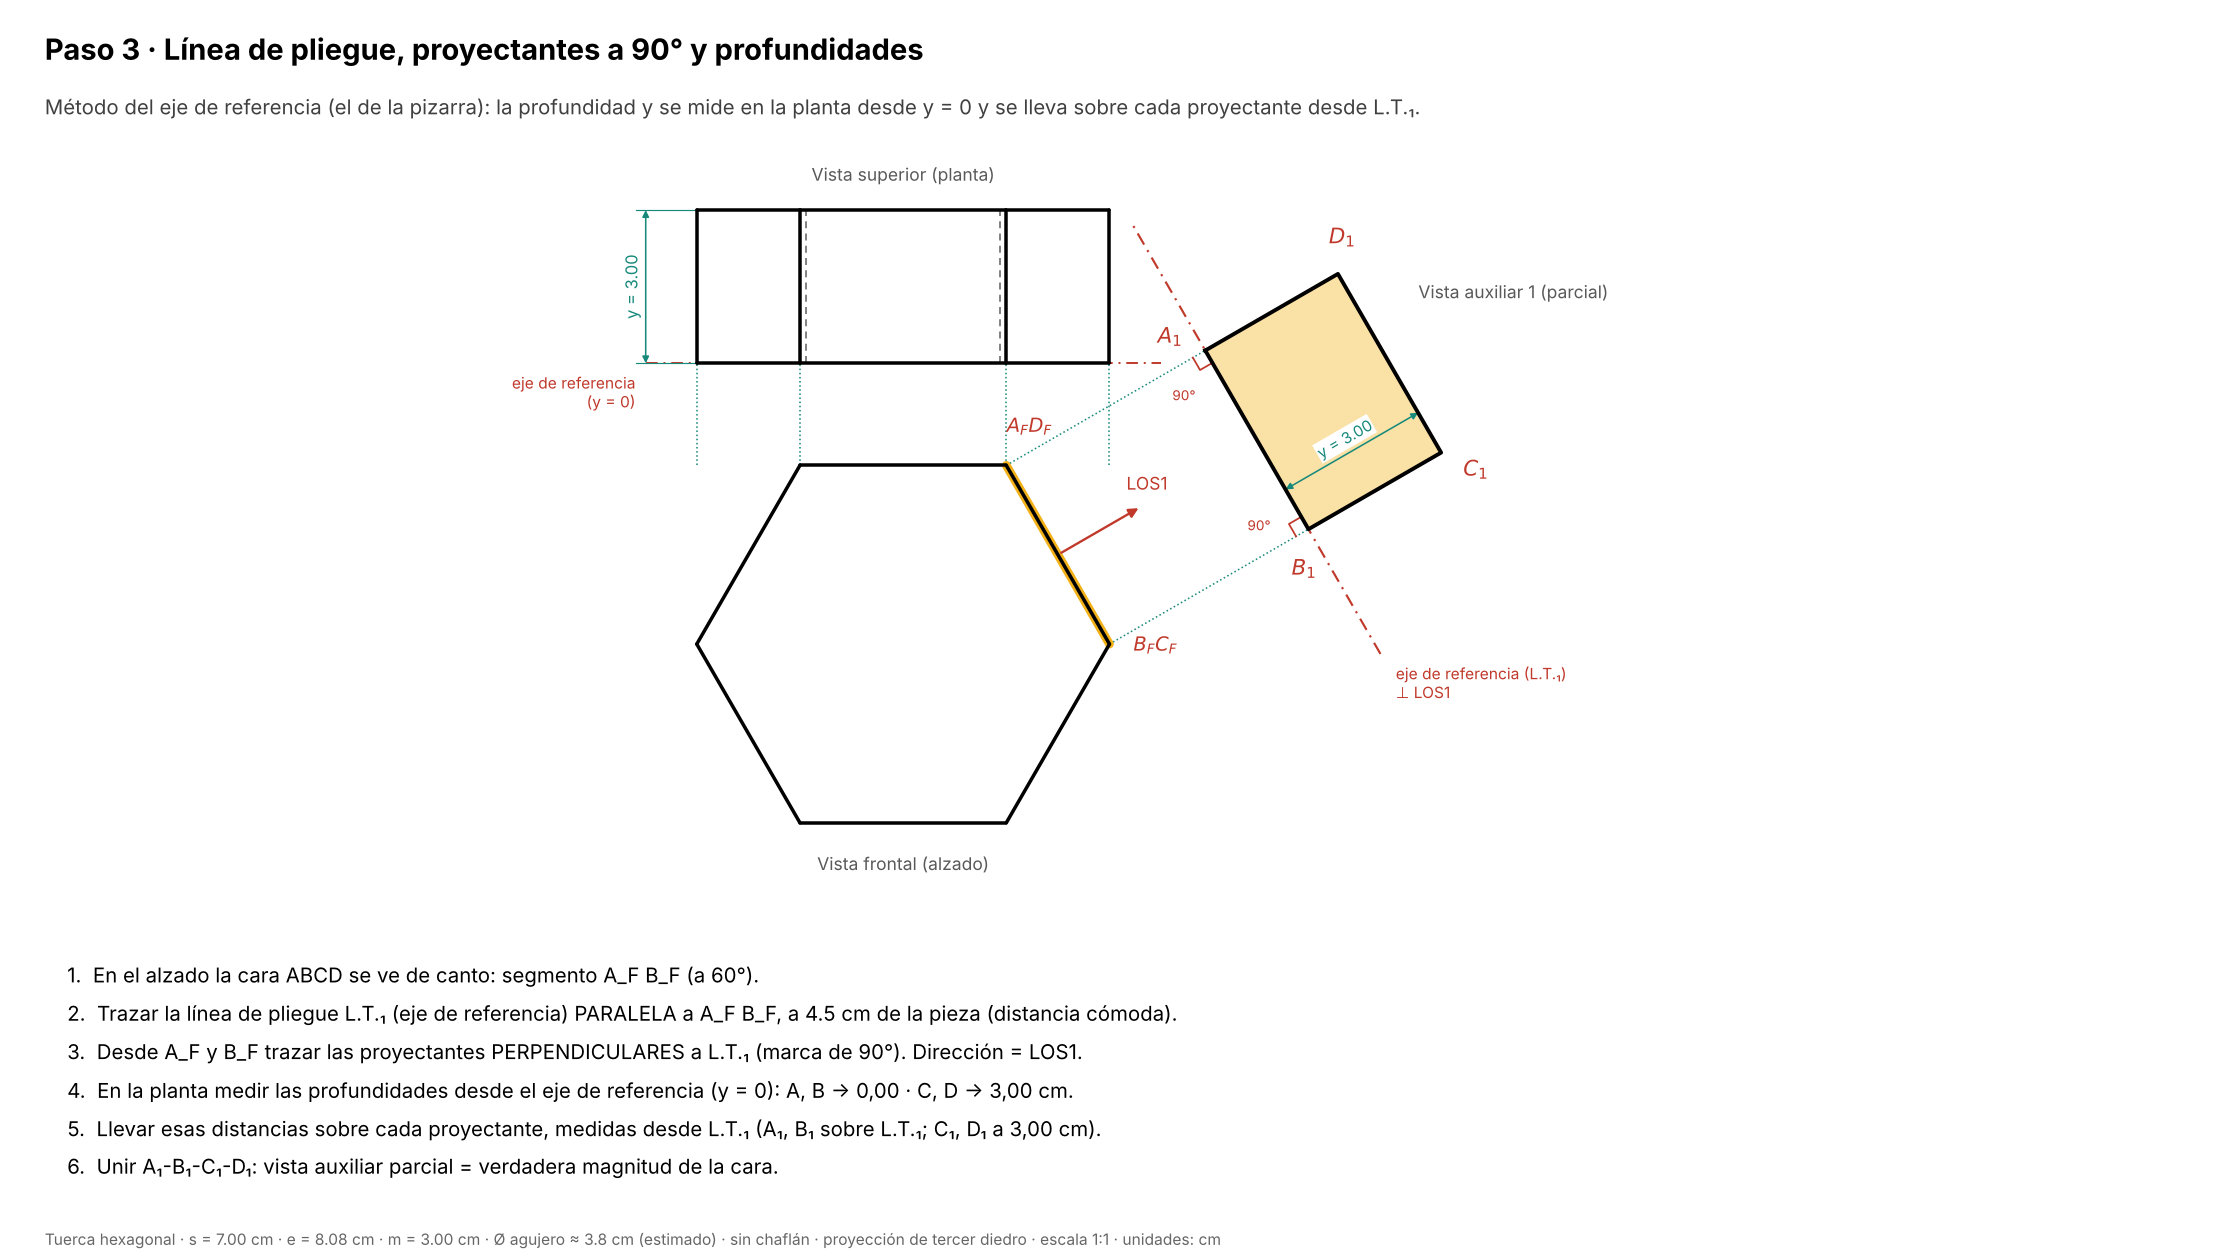 Paso 3 · Línea de pliegue, proyectantes a 90° y profundidades
Método del eje de referencia (el de la pizarra): la profundidad y se mide en la planta desde y = 0 y se lleva sobre cada proyectante desde L.T.₁.
Vista superior (planta)
y = 3.00
eje de referencia
(y = 0)
D₁
Vista auxiliar 1 (parcial)
A₁
90°
y = 3.00
A_FD_F
C₁
LOS1
90°
B₁
B_FC_F
eje de referencia (L.T.₁)
⊥ LOS1
Vista frontal (alzado)
1. En el alzado la cara ABCD se ve de canto: segmento A_F B_F (a 60°).
2. Trazar la línea de pliegue L.T.₁ (eje de referencia) PARALELA a A_F B_F, a 4.5 cm de la pieza (distancia cómoda).
3. Desde A_F y B_F trazar las proyectantes PERPENDICULARES a L.T.₁ (marca de 90°). Dirección = LOS1.
4. En la planta medir las profundidades desde el eje de referencia (y = 0): A, B → 0,00 · C, D → 3,00 cm.
5. Llevar esas distancias sobre cada proyectante, medidas desde L.T.₁ (A₁, B₁ sobre L.T.₁; C₁, D₁ a 3,00 cm).
6. Unir A₁-B₁-C₁-D₁: vista auxiliar parcial = verdadera magnitud de la cara.
Tuerca hexagonal · s = 7.00 cm · e = 8.08 cm · m = 3.00 cm · Ø agujero ≈ 3.8 cm (estimado) · sin chaflán · proyección de tercer diedro · escala 1:1 · unidades: cm